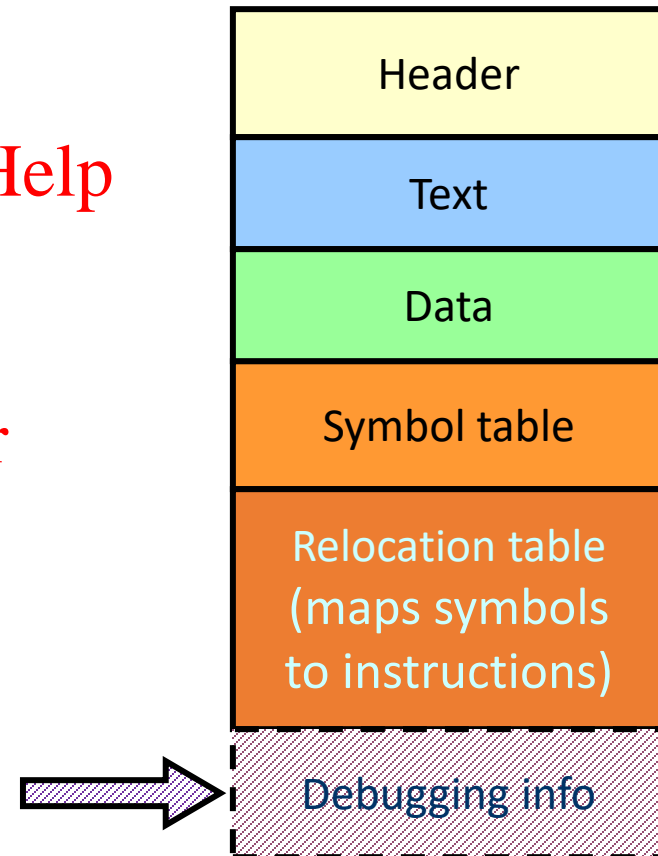 Header
Help
Text
Data
Symbol table
Relocation table
(maps symbols
to instructions)
Debugging info